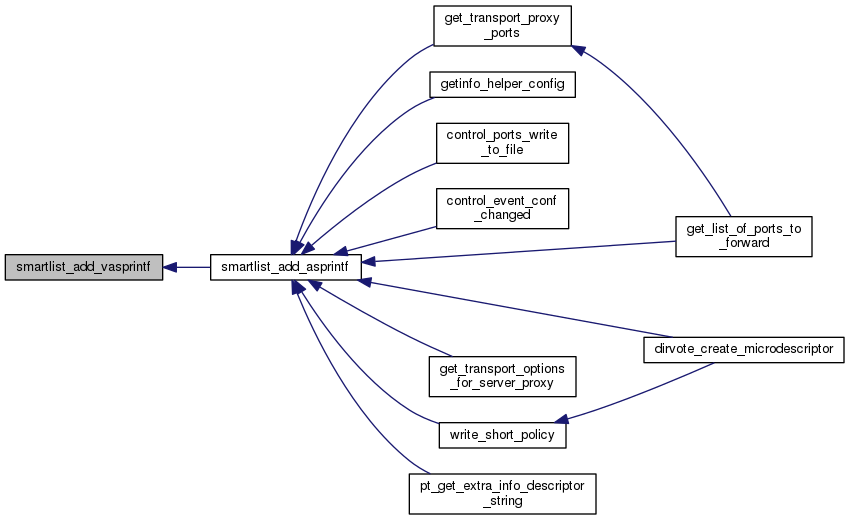 get_transport_proxy
_ports
getinfo_helper_config
control_ports_write
_to_file
control_event_conf
_changed
get_list_of_ports_to
_forward
smartlist_add_vasprintf
smartlist_add_asprintf
dirvote_create_microdescriptor
get_transport_options
_for_server_proxy
write_short_policy
pt_get_extra_info_descriptor
_string